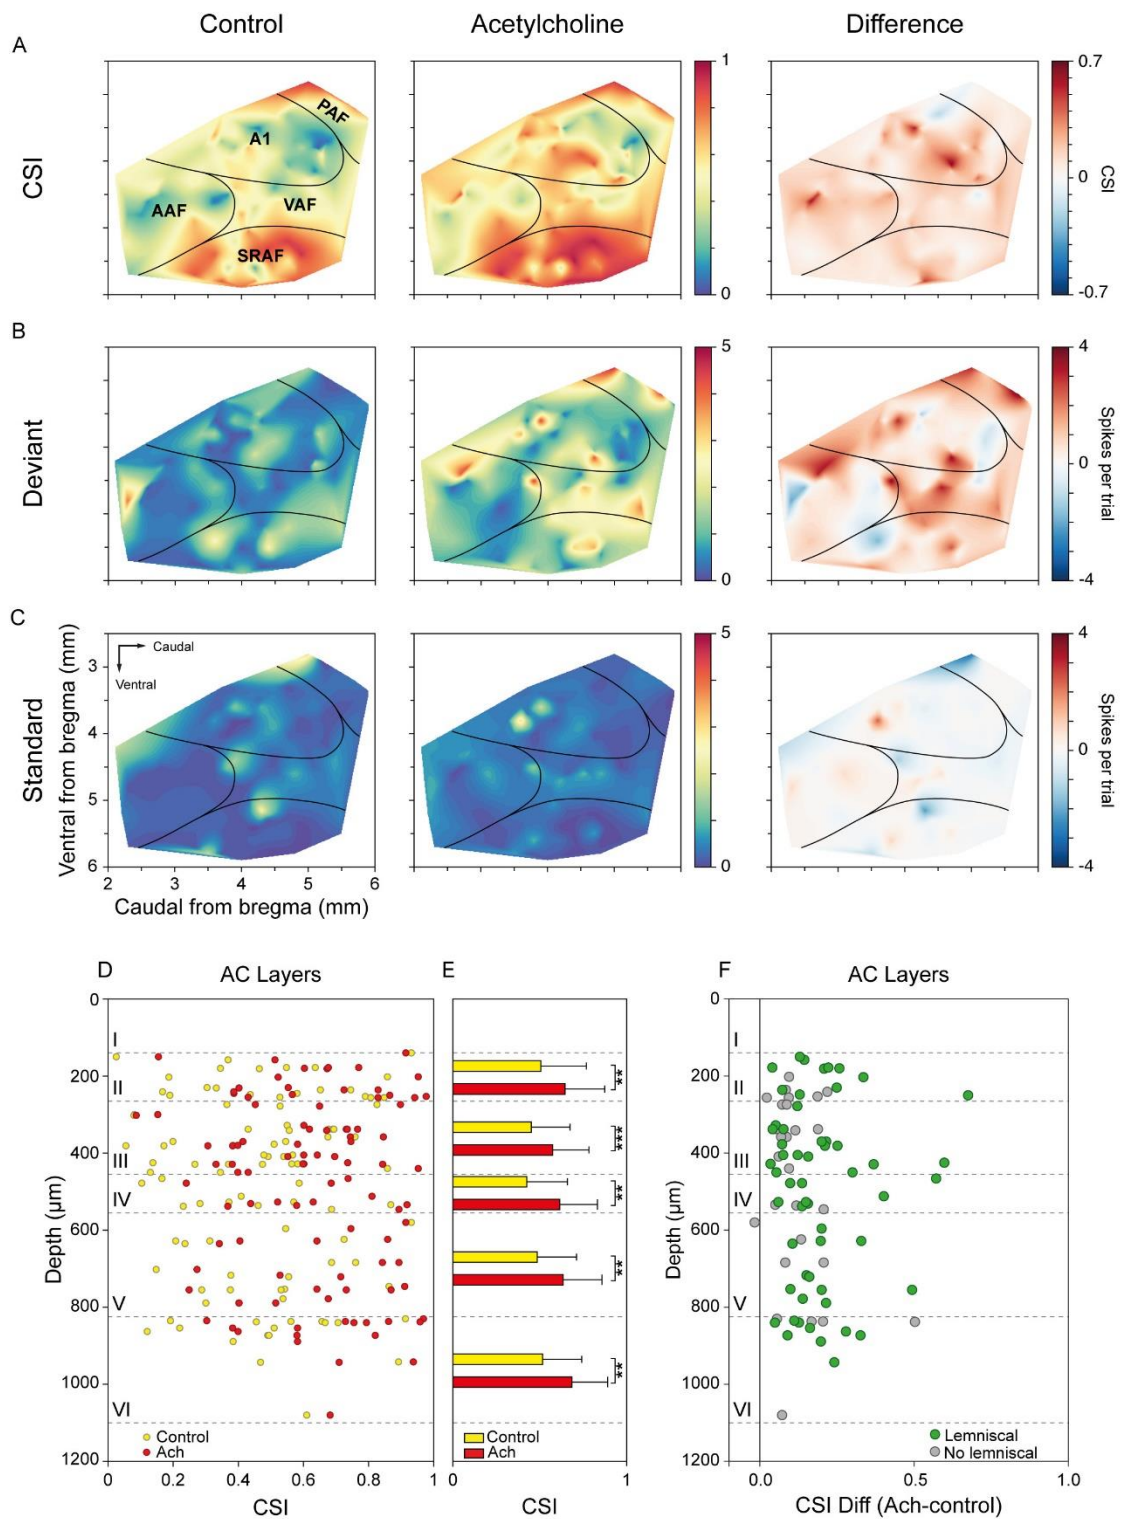 Control
Acetylcholine
Difference
A
CSI
PAF
A1
AAF
VAF
SRAF
1
0
0.7
0
-0.7
CSI
B
Deviant
5
0
4
0
-4
Spikes per trial
C
Standard
Caudal
Ventral
Ventral from bregma (mm)
3
4
5
6
2 3 4 5 6
Caudal from bregma (mm)
5
0
4
0
-4
Spikes per trial
D
AC Layers
Depth (µm)
0
200
400
600
800
1000
1200
I
II
III
IV
V
VI
Control
Ach
0 0.2 0.4 0.6 0.8 1
CSI
E
**
***
**
**
**
Control
Ach
0 1
CSI
F
AC Layers
Depth (µm)
0
200
400
600
800
1000
1200
I
II
III
IV
V
VI
Lemniscal
No lemniscal
0.0 0.5 1.0
CSI Diff (Ach-control)